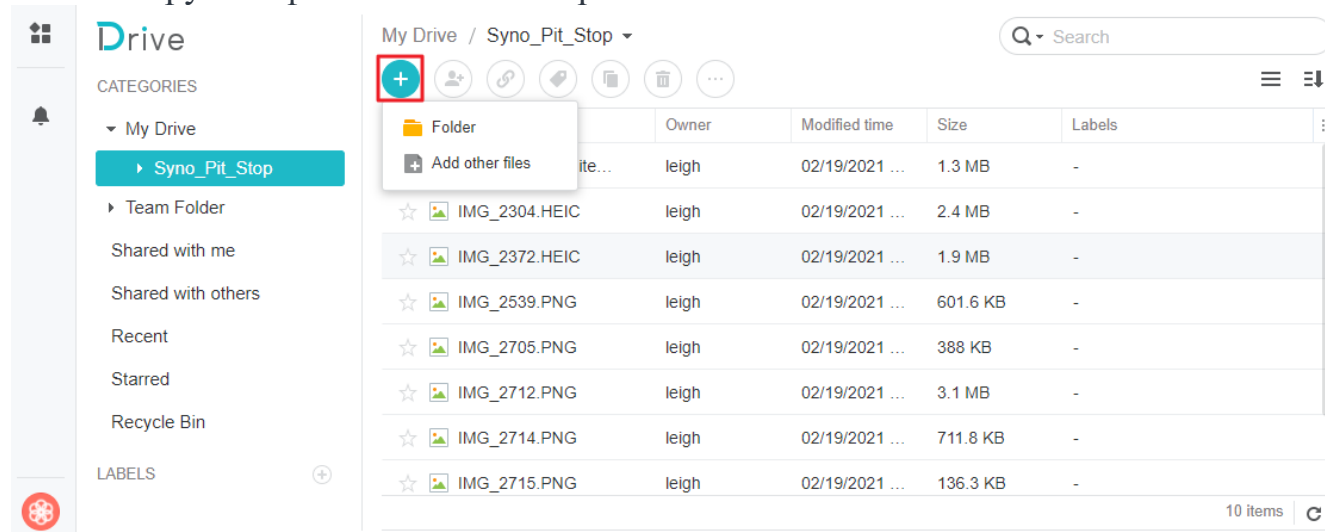 Drive
CATEGORIES
My Drive
Syno_Pit_Stop
Team Folder
Shared with me
Shared with others
Recent
Starred
Recycle Bin
LABELS
My Drive / Syno_Pit_Stop
Search
Folder
Add other files
Owner Modified time Size Labels
ite... leigh 02/19/2021 ... 1.3 MB -
IMG_2304.HEIC leigh 02/19/2021 ... 2.4 MB -
IMG_2372.HEIC leigh 02/19/2021 ... 1.9 MB -
IMG_2539.PNG leigh 02/19/2021 ... 601.6 KB -
IMG_2705.PNG leigh 02/19/2021 ... 388 KB -
IMG_2712.PNG leigh 02/19/2021 ... 3.1 MB -
IMG_2714.PNG leigh 02/19/2021 ... 711.8 KB -
IMG_2715.PNG leigh 02/19/2021 ... 136.3 KB -
10 items